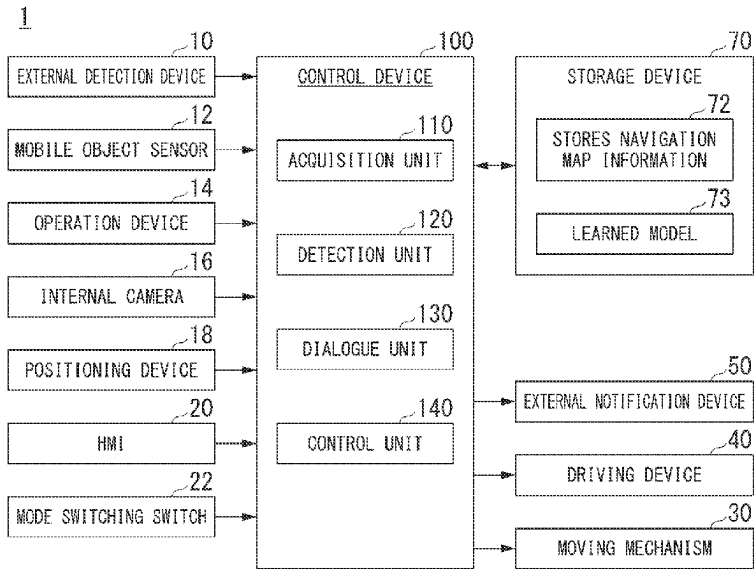 1
10
EXTERNAL DETECTION DEVICE
12
MOBILE OBJECT SENSOR
14
OPERATION DEVICE
16
INTERNAL CAMERA
18
POSITIONING DEVICE
20
HMI
22
MODE SWITCHING SWITCH
100
CONTROL DEVICE
110
ACQUISITION UNIT
120
DETECTION UNIT
130
DIALOGUE UNIT
140
CONTROL UNIT
70
STORAGE DEVICE
72
STORES NAVIGATION
MAP INFORMATION
73
LEARNED MODEL
50
EXTERNAL NOTIFICATION DEVICE
40
DRIVING DEVICE
30
MOVING MECHANISM